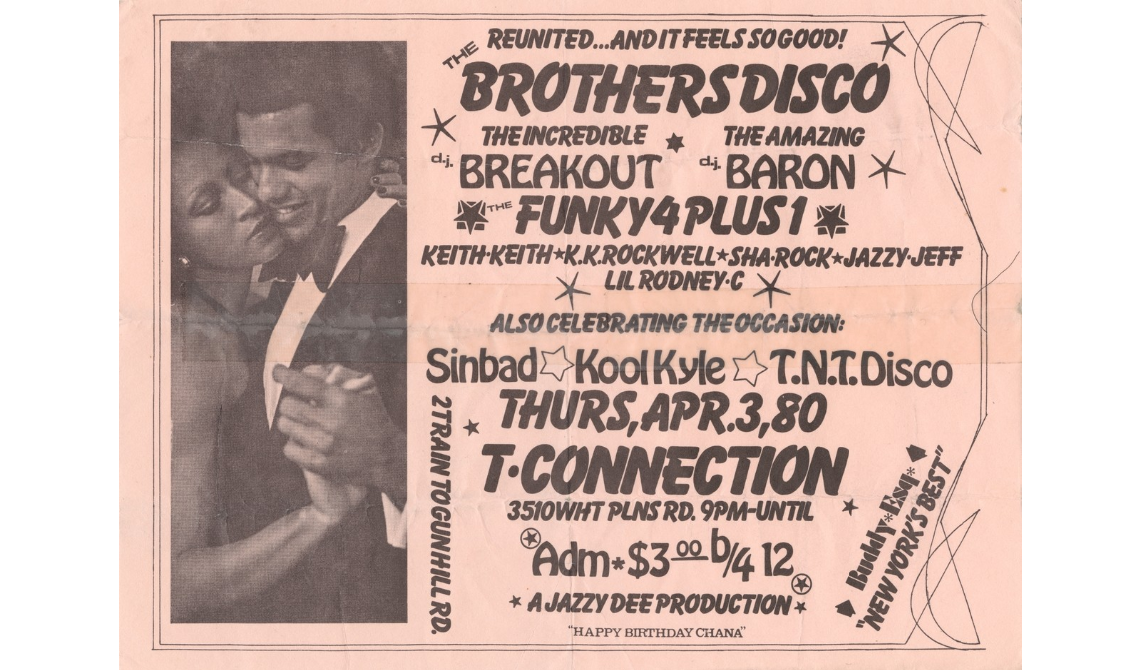 REUNITED...AND IT FEELS SO GOOD!
THE
BROTHERS DISCO
THE INCREDIBLE THE AMAZING
d.j. BREAKOUT d.j. BARON
THE FUNKY 4 PLUS 1
KEITH·KEITH★K.K.ROCKWELL★SHA·ROCK★JAZZY·JEFF
LIL RODNEY·C
ALSO CELEBRATING THE OCCASION:
Sinbad☆Kool Kyle☆T.N.T. Disco
THURS, APR. 3, 80
T·CONNECTION
3510 WHT PLNS RD. 9PM-UNTIL
Adm*$3 00 b/4 12
★ A JAZZY DEE PRODUCTION ★
"HAPPY BIRTHDAY CHANA"
2 TRAIN TO GUNHILL RD.
Buddy*Esq*
"NEW YORK'S BEST"